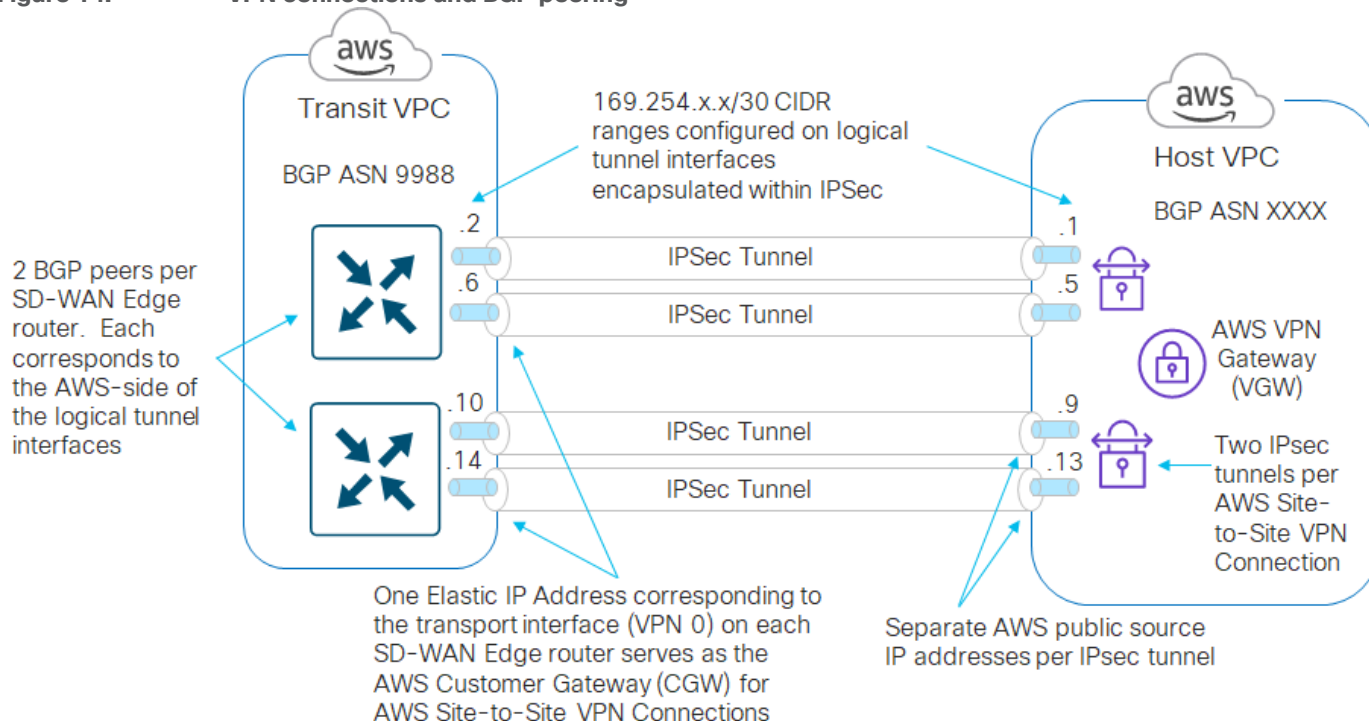 VPN connections and BGP peering
aws
Transit VPC
BGP ASN 9988
169.254.x.x/30 CIDR
ranges configured on logical
tunnel interfaces
encapsulated within IPSec
aws
Host VPC
BGP ASN XXXX
2 BGP peers per
SD-WAN Edge
router. Each
corresponds to
the AWS-side of
the logical tunnel
interfaces
.2
IPSec Tunnel
.1
.6
IPSec Tunnel
.5
AWS VPN
Gateway
(VGW)
.10
IPSec Tunnel
.9
.14
IPSec Tunnel
.13
Two IPsec
tunnels per
AWS Site-
to-Site VPN
Connection
One Elastic IP Address corresponding to
the transport interface (VPN 0) on each
SD-WAN Edge router serves as the
AWS Customer Gateway (CGW) for
AWS Site-to-Site VPN Connections
Separate AWS public source
IP addresses per IPsec tunnel